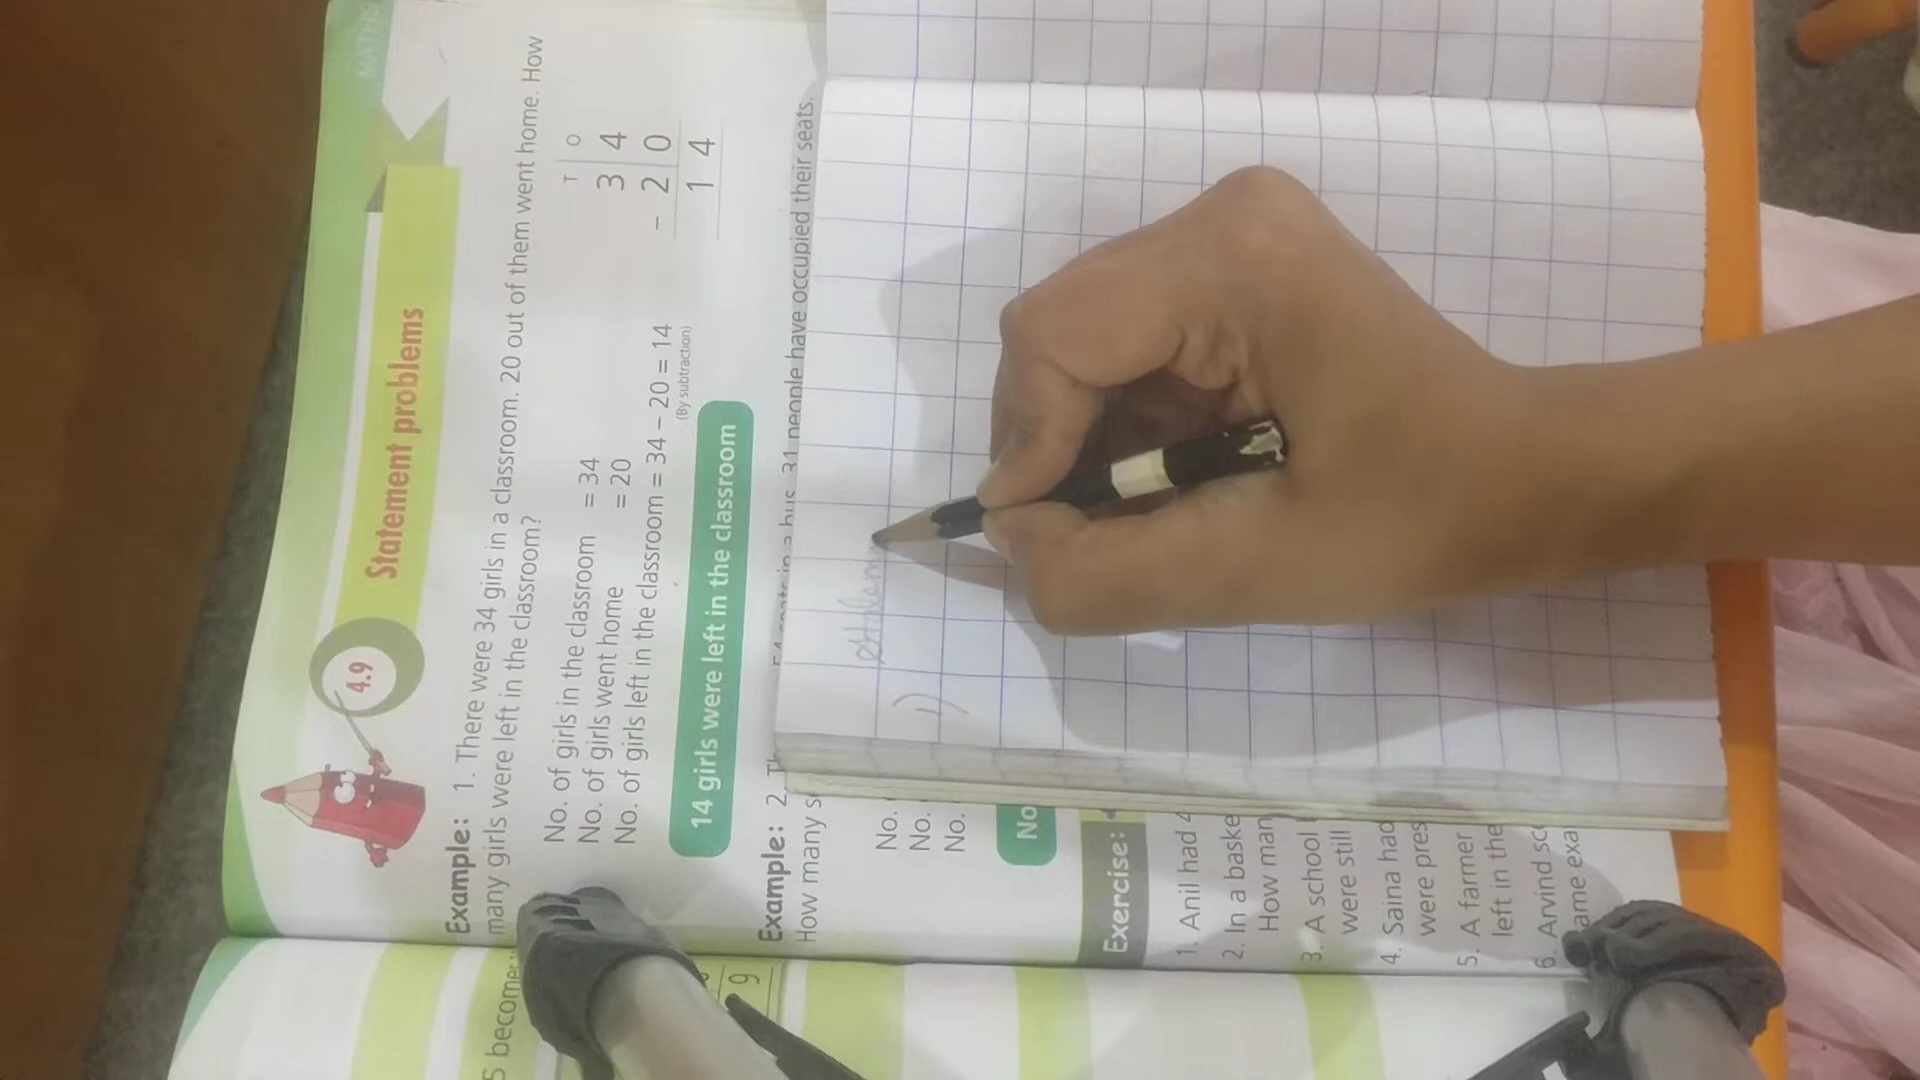 MATHS
4.9 Statement problems
Example: 1. There were 34 girls in a classroom. 20 out of them went home. How
many girls were left in the classroom?
No. of girls in the classroom = 34
No. of girls went home = 20
No. of girls left in the classroom = 34 – 20 = 14
(By subtraction)
T O
3 4
– 2 0
1 4
14 girls were left in the classroom
Example: 2. 31 people have occupied their seats.
How many
No.
No.
No.
No
Exercise:
1. Anil had
2. In a baske
How man
3. A school
were still
4. Saina had
were pres
5. A farmer
left in the
6. Arvind sc
ame exa
5 become
9
Statem
1)